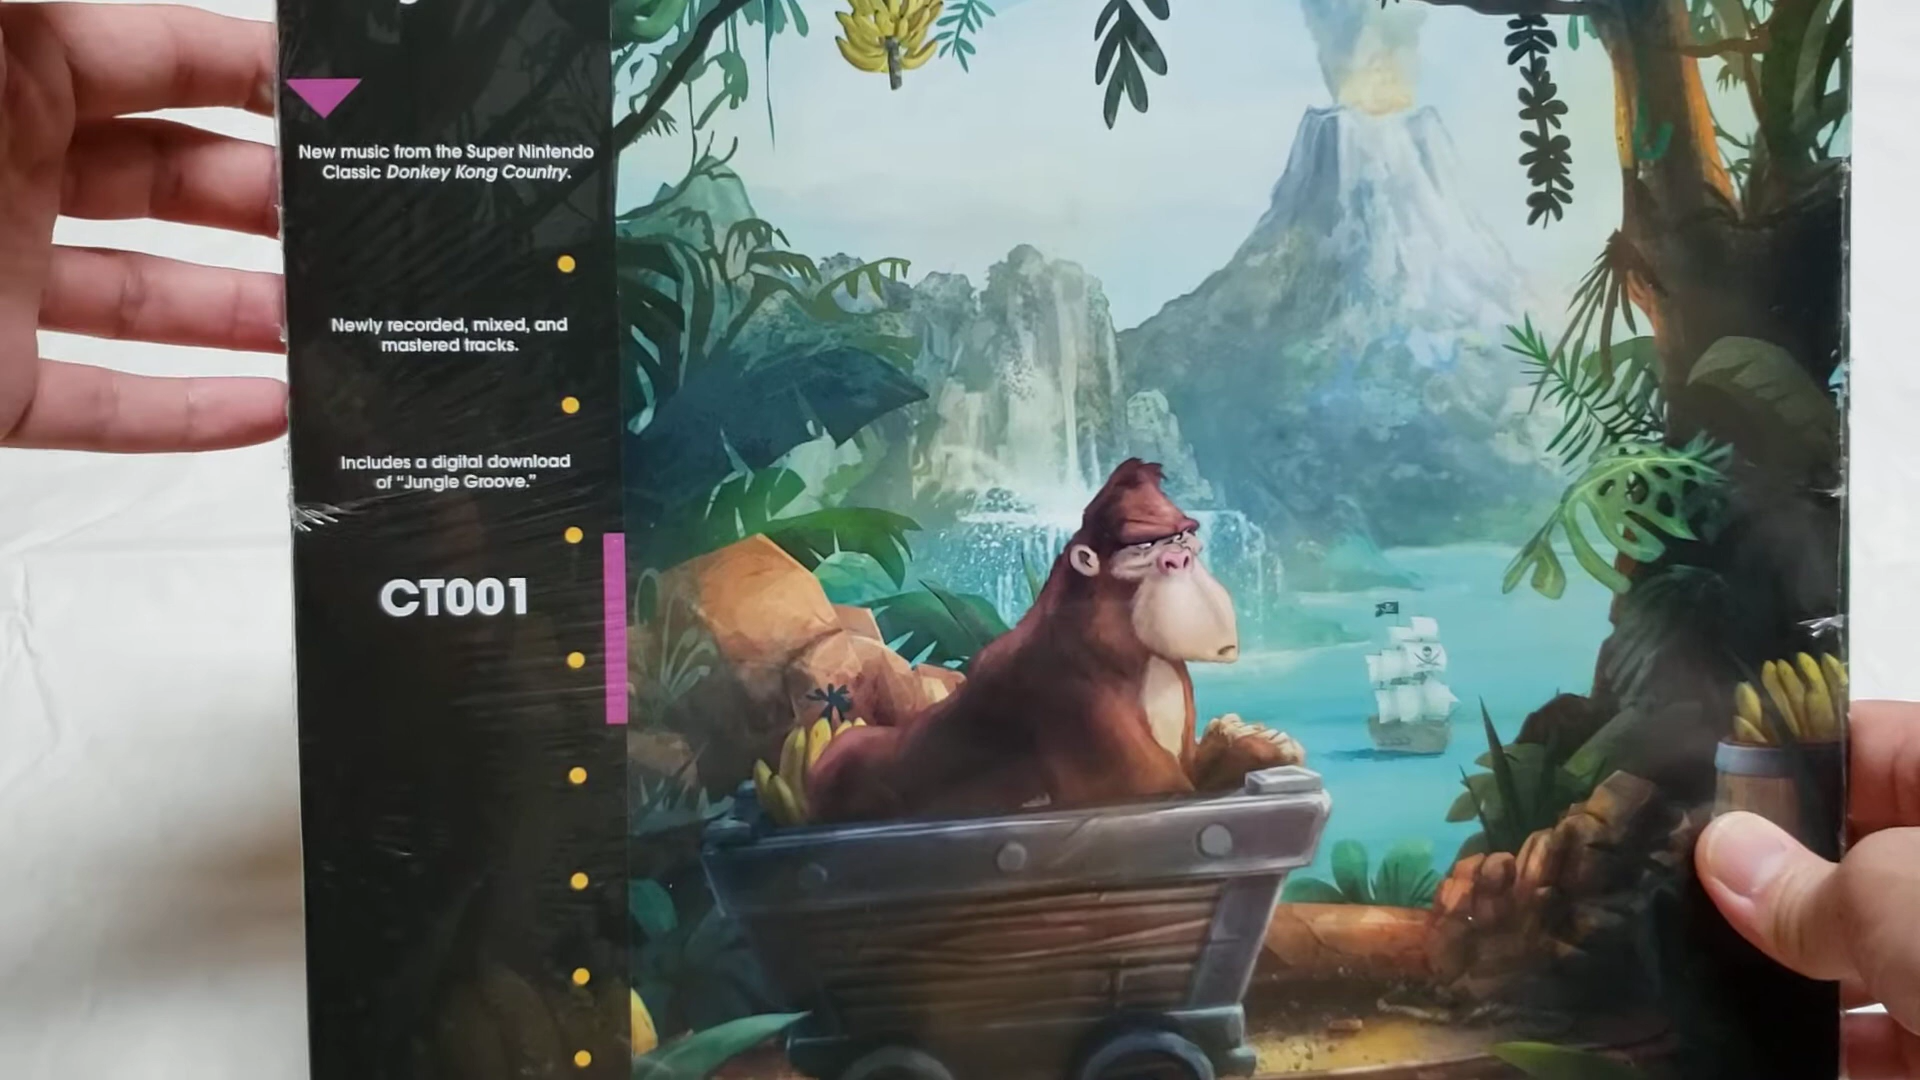 New music from the Super Nintendo
Classic Donkey Kong Country.
Newly recorded, mixed, and
mastered tracks.
Includes a digital download
of “Jungle Groove.”
CT001